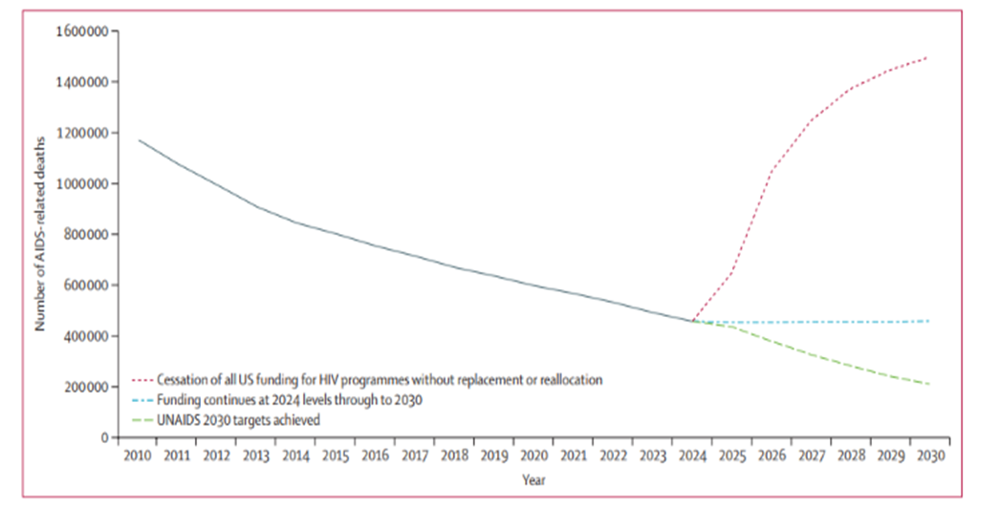 Number of AIDS-related deaths
1600000
1400000
1200000
1000000
800000
600000
400000
200000
0
Cessation of all US funding for HIV programmes without replacement or reallocation
Funding continues at 2024 levels through to 2030
UNAIDS 2030 targets achieved
2010 2011 2012 2013 2014 2015 2016 2017 2018 2019 2020 2021 2022 2023 2024 2025 2026 2027 2028 2029 2030
Year